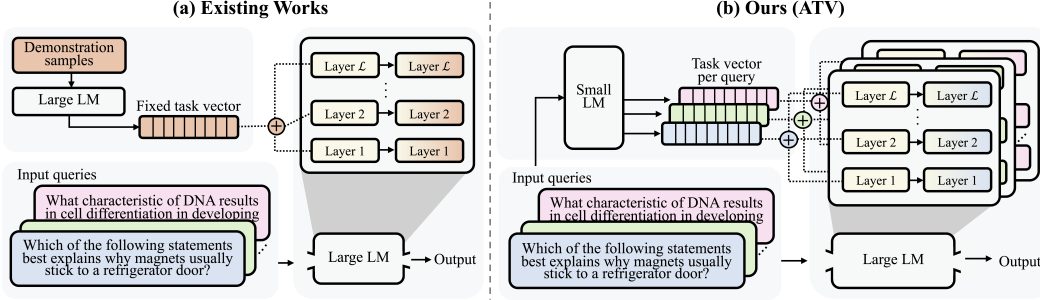 (a) Existing Works
Demonstration
samples
Large LM
Fixed task vector
Layer ℒ
Layer ℒ
Layer 2
Layer 2
Layer 1
Layer 1
Input queries
What characteristic of DNA results
in cell differentiation in developing
Which of the following statements
best explains why magnets usually
stick to a refrigerator door?
Large LM
Output
(b) Ours (ATV)
Small
LM
Task vector
per query
Layer ℒ
Layer ℒ
Layer 2
Layer 2
Layer 1
Layer 1
Input queries
What characteristic of DNA results
in cell differentiation in developing
Which of the following statements
best explains why magnets usually
stick to a refrigerator door?
Large LM
Output